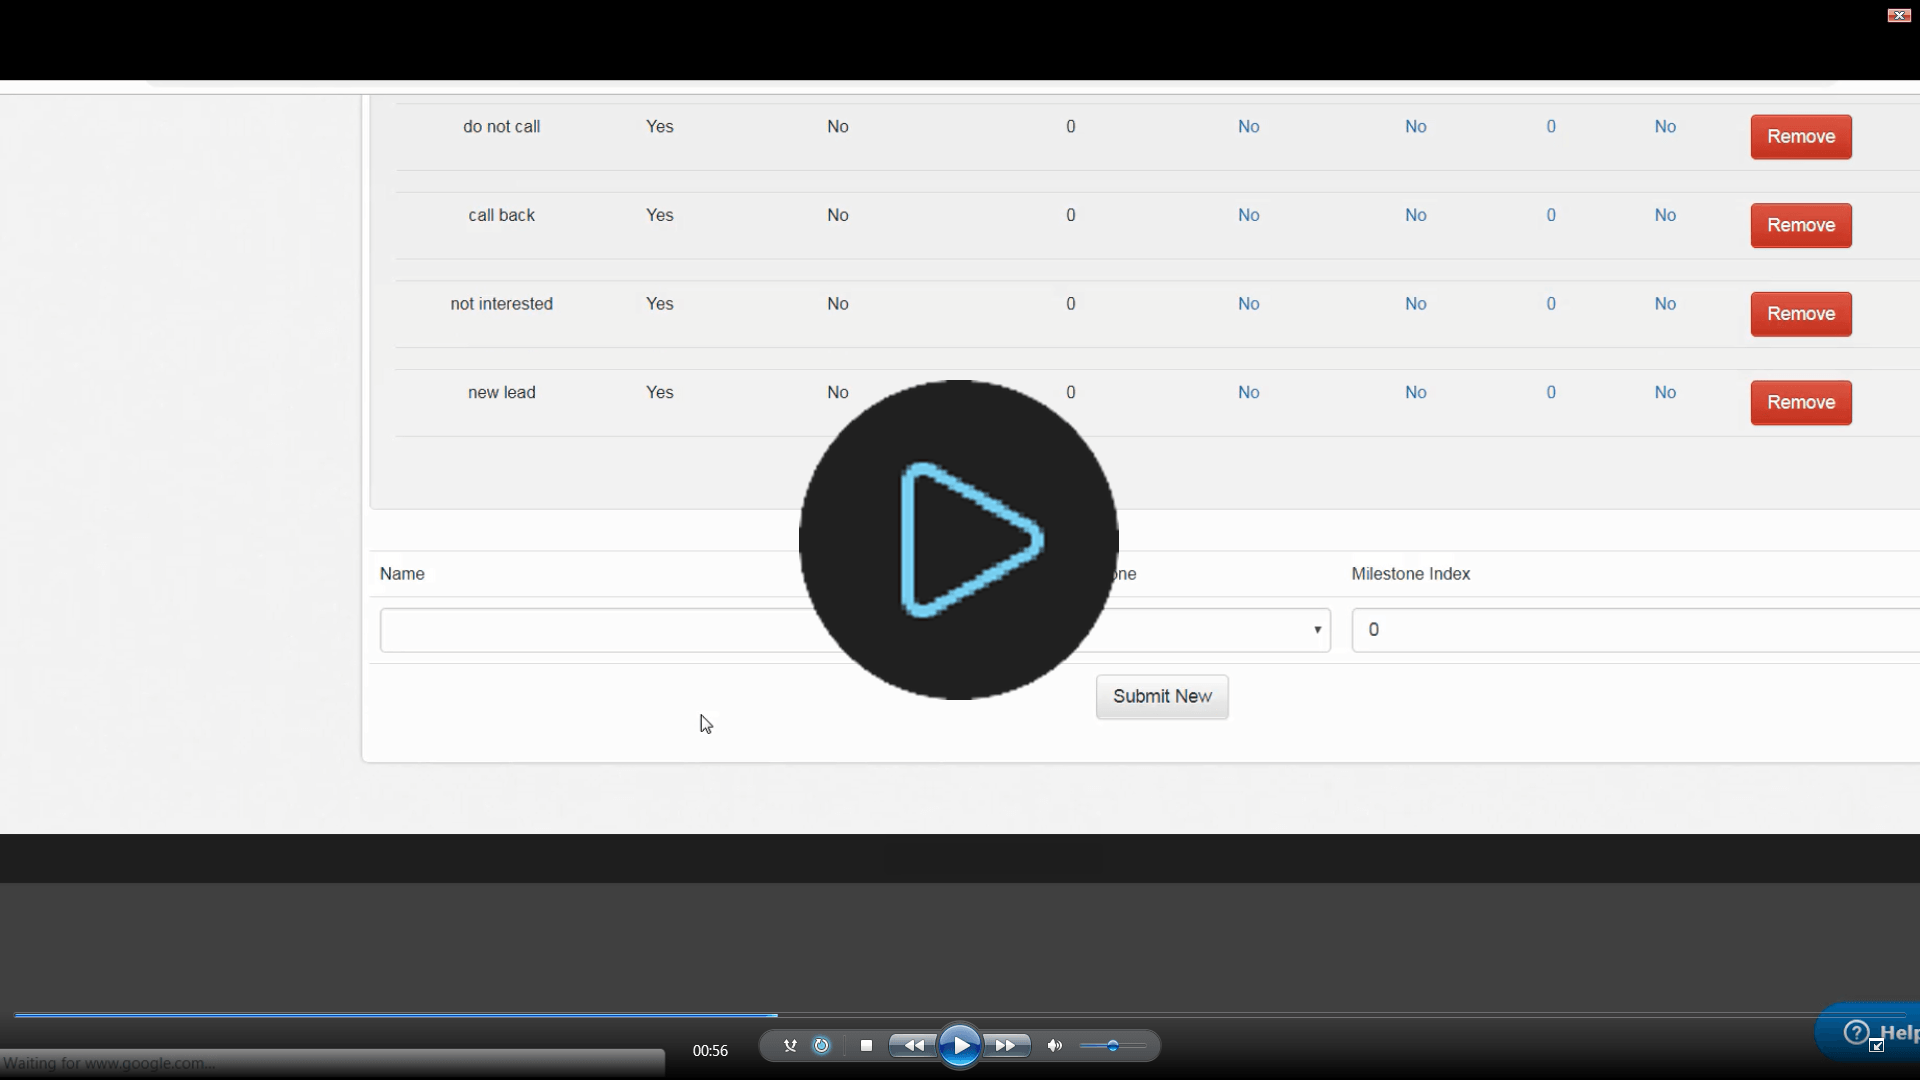 do not call Yes No 0 No No 0 No Remove
call back Yes No 0 No No 0 No Remove
not interested Yes No 0 No No 0 No Remove
new lead Yes No 0 No No 0 No Remove
Name Milestone Index
0
Submit New
Help
00:56
Waiting for www.google.com...